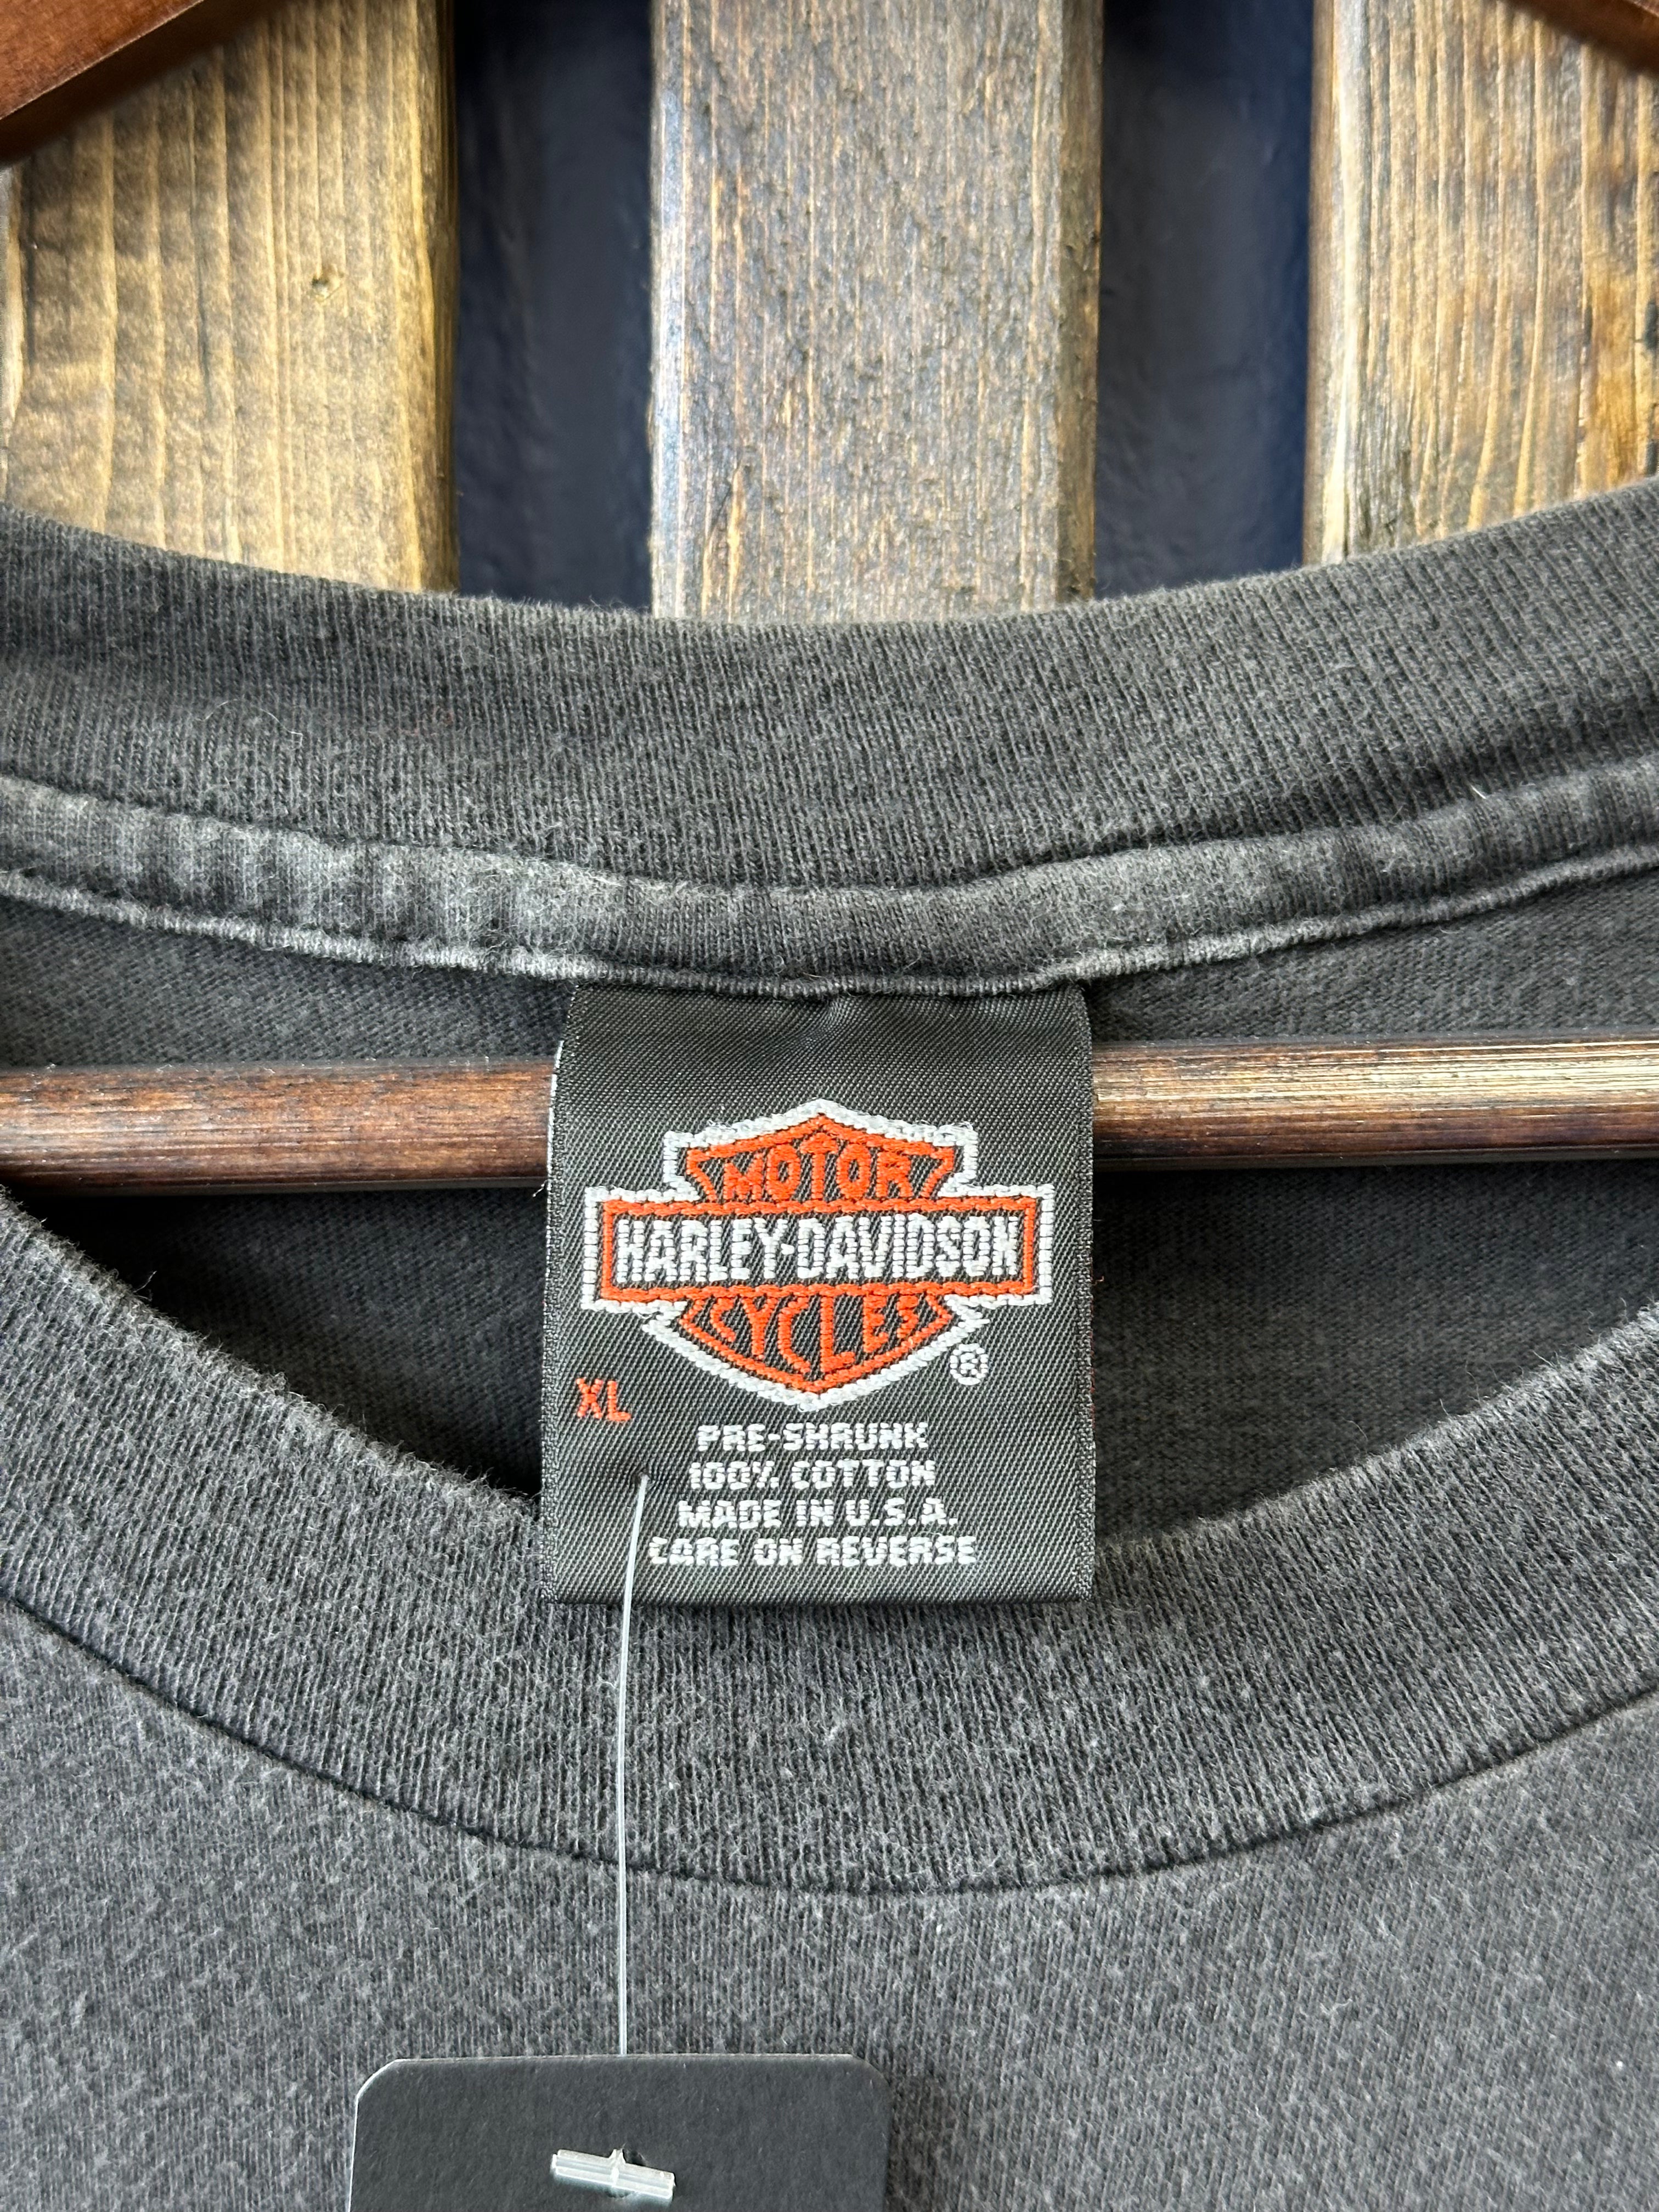 MOTOR
HARLEY-DAVIDSON
CYCLES
®
XL
PRE-SHRUNK
100% COTTON
MADE IN U.S.A.
CARE ON REVERSE